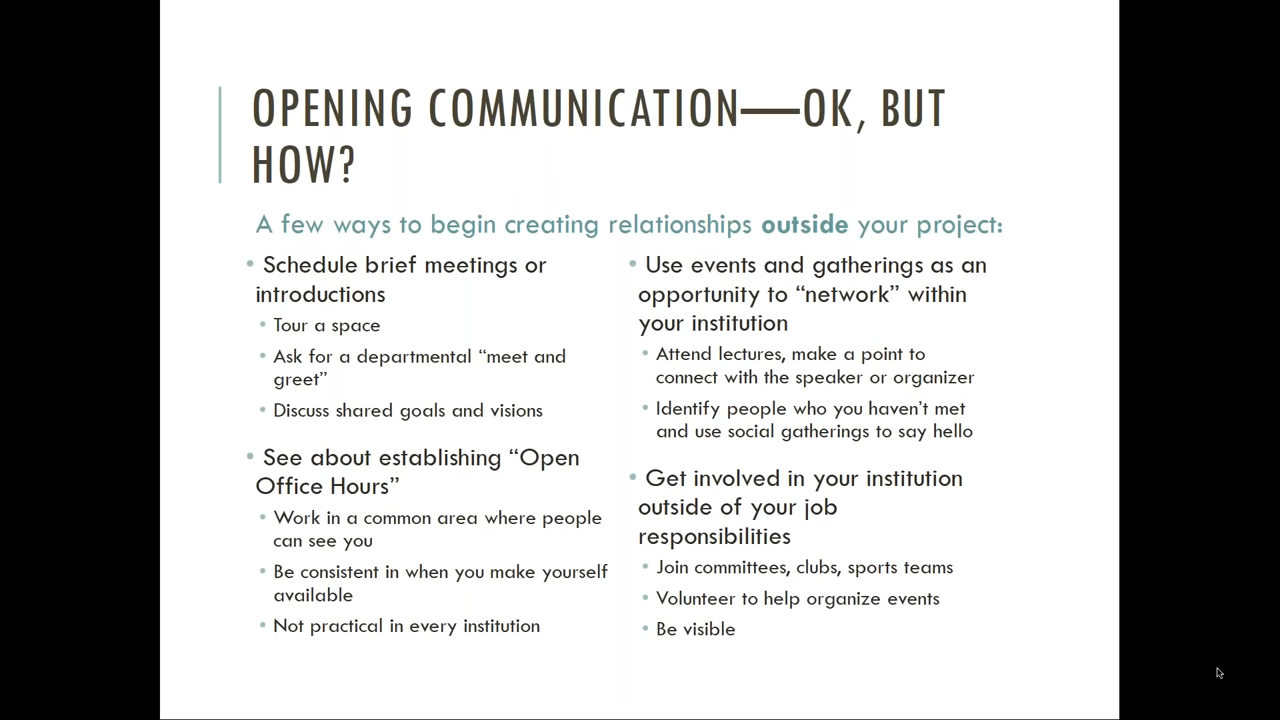 OPENING COMMUNICATION—OK, BUT
HOW?
A few ways to begin creating relationships outside your project:
• Schedule brief meetings or
introductions
• Tour a space
• Ask for a departmental “meet and
greet”
• Discuss shared goals and visions
• See about establishing “Open
Office Hours”
• Work in a common area where people
can see you
• Be consistent in when you make yourself
available
• Not practical in every institution
• Use events and gatherings as an
opportunity to “network” within
your institution
• Attend lectures, make a point to
connect with the speaker or organizer
• Identify people who you haven’t met
and use social gatherings to say hello
• Get involved in your institution
outside of your job
responsibilities
• Join committees, clubs, sports teams
• Volunteer to help organize events
• Be visible